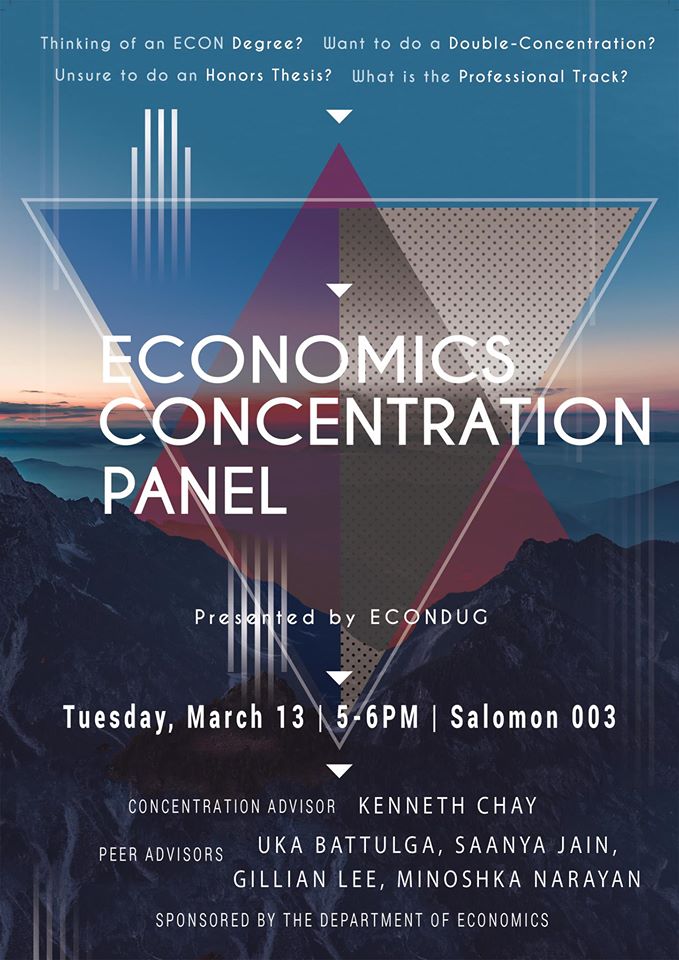 Thinking of an ECON Degree? Want to do a Double-Concentration?
Unsure to do an Honors Thesis? What is the Professional Track?
ECONOMICS
CONCENTRATION
PANEL
Presented by ECONDUG
Tuesday, March 13 | 5-6PM | Salomon 003
CONCENTRATION ADVISOR KENNETH CHAY
PEER ADVISORS UKA BATTULGA, SAANYA JAIN,
GILLIAN LEE, MINOSHKA NARAYAN
SPONSORED BY THE DEPARTMENT OF ECONOMICS